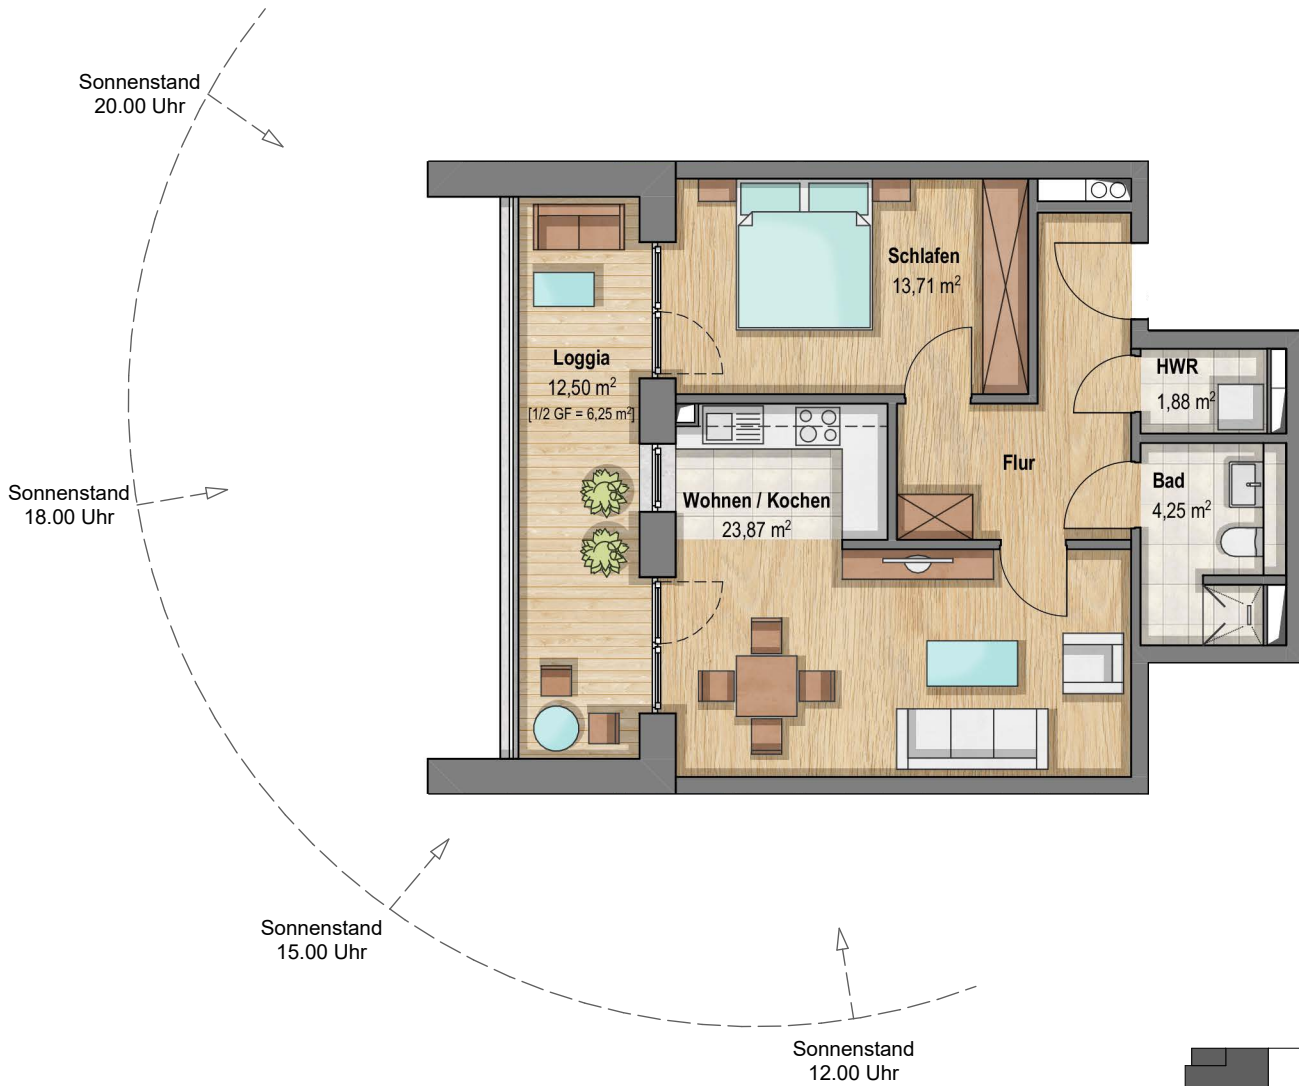 Sonnenstand
20.00 Uhr
Schlafen
13,71 m²
Loggia
12,50 m²
[1/2 GF = 6,25 m²]
HWR
1,88 m²
Flur
Bad
4,25 m²
Wohnen / Kochen
23,87 m²
Sonnenstand
18.00 Uhr
Sonnenstand
15.00 Uhr
Sonnenstand
12.00 Uhr